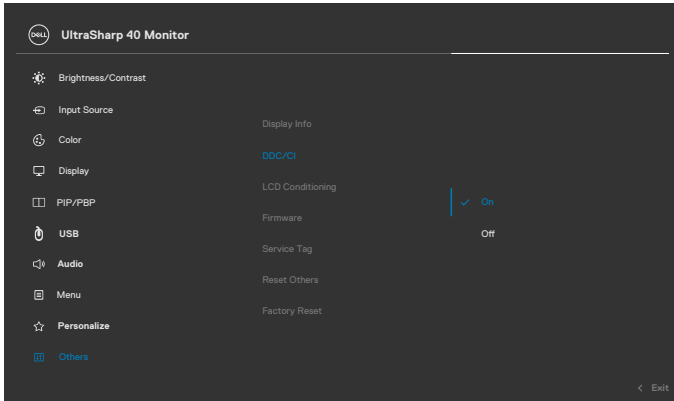 DELL UltraSharp 40 Monitor
Brightness/Contrast
Input Source
Color
Display
PIP/PBP
USB
Audio
Menu
Personalize
Others
Display Info
DDC/CI
LCD Conditioning
Firmware
Service Tag
Reset Others
Factory Reset
On
Off
Exit